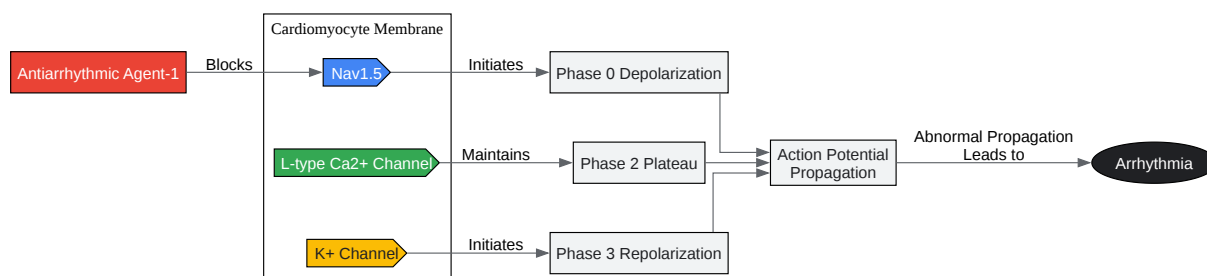 Cardiomyocyte Membrane
Antiarrhythmic Agent-1
Blocks
Nav1.5
Initiates
Phase 0 Depolarization
L-type Ca2+ Channel
Maintains
Phase 2 Plateau
Action Potential
Propagation
Abnormal Propagation
Leads to
Arrhythmia
K+ Channel
Initiates
Phase 3 Repolarization